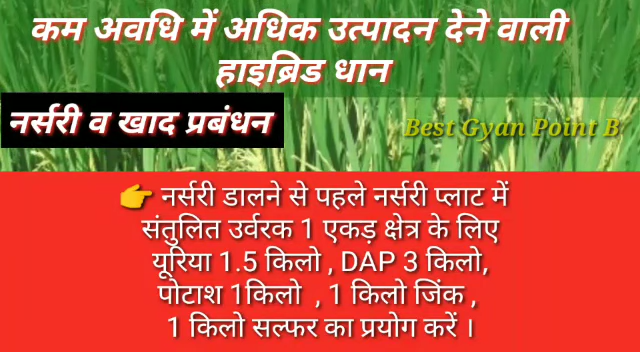 कम अवधि में अधिक उत्पादन देने वाली
हाइब्रिड धान
नर्सरी व खाद प्रबंधन
Best Gyan Point B
👉 नर्सरी डालने से पहले नर्सरी प्लाट में
संतुलित उर्वरक 1 एकड़ क्षेत्र के लिए
यूरिया 1.5 किलो , DAP 3 किलो,
पोटाश 1किलो , 1 किलो जिंक ,
1 किलो सल्फर का प्रयोग करें ।